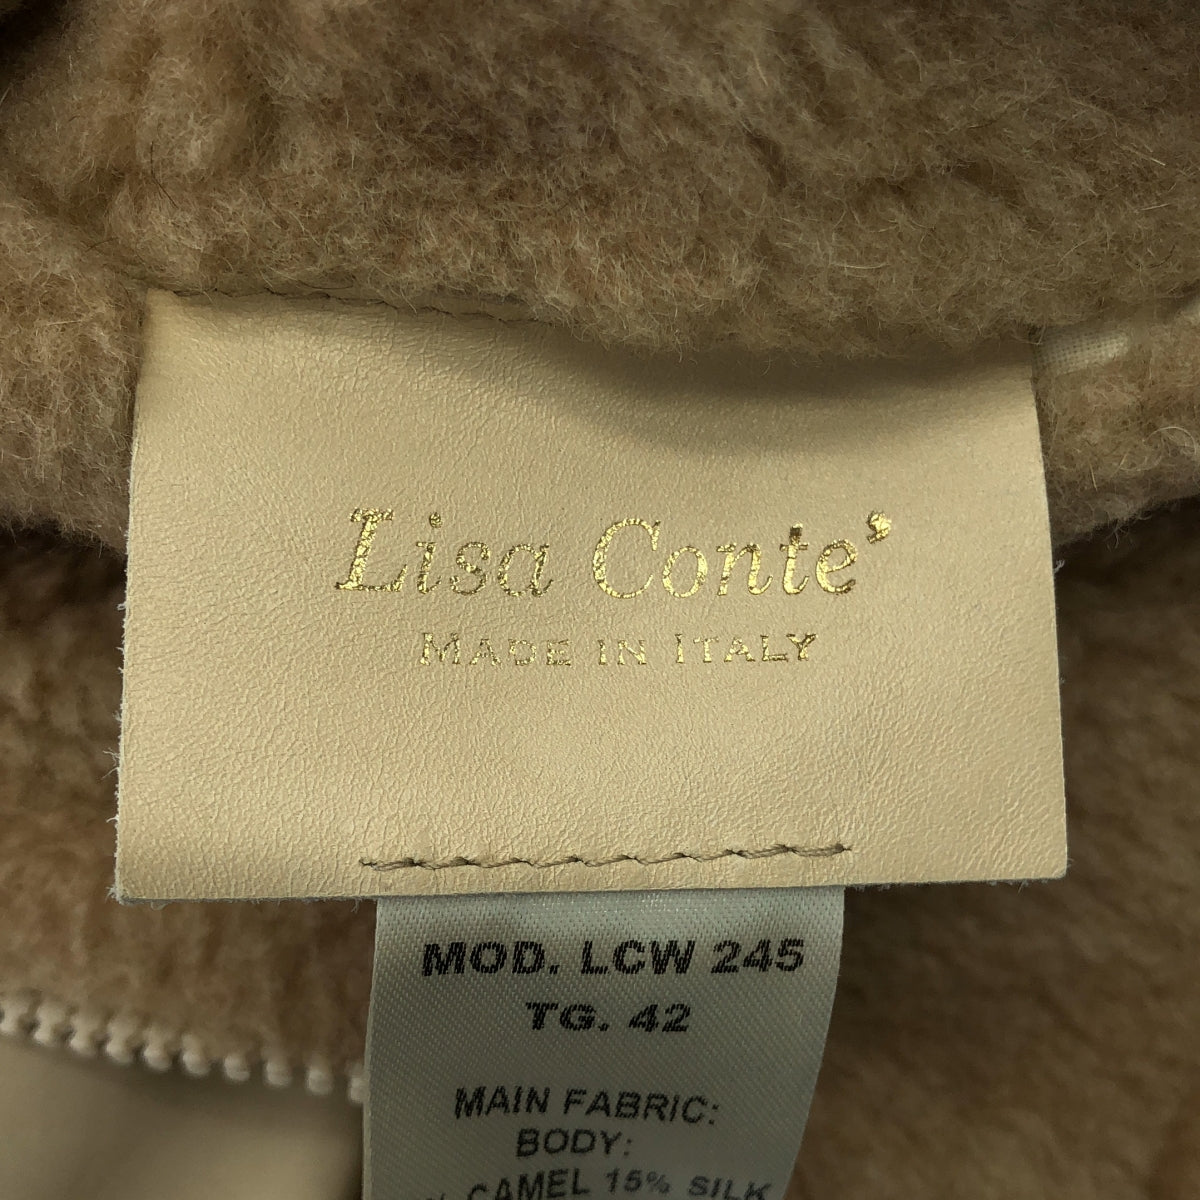 Lisa Conte'
MADE IN ITALY
MOD. LCW 245
TG. 42
MAIN FABRIC:
BODY:
% CAMEL 15% SILK